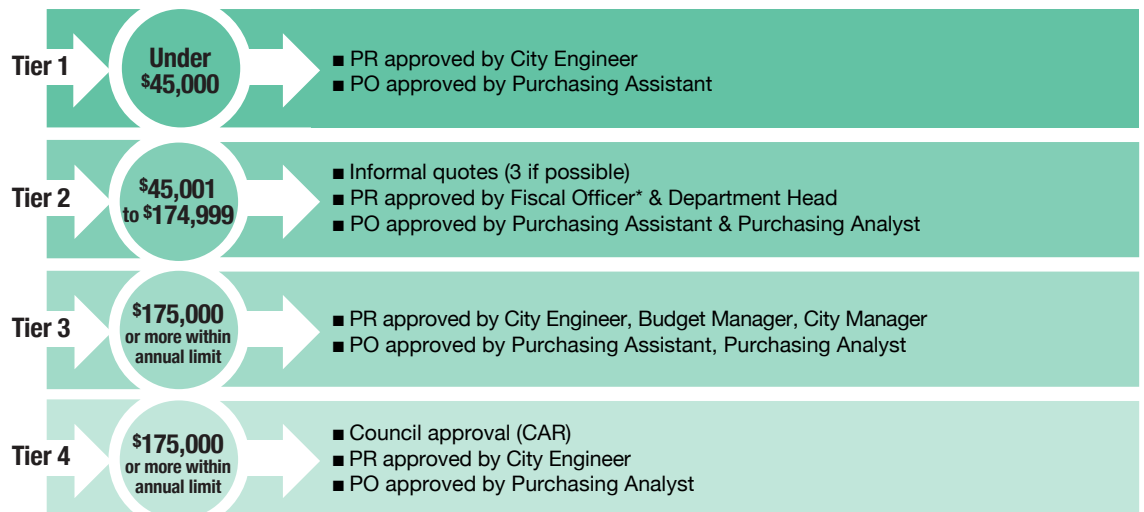 Tier 1
Under
$45,000
■ PR approved by City Engineer
■ PO approved by Purchasing Assistant
Tier 2
$45,001
to $174,999
■ Informal quotes (3 if possible)
■ PR approved by Fiscal Officer* & Department Head
■ PO approved by Purchasing Assistant & Purchasing Analyst
Tier 3
$175,000
or more within
annual limit
■ PR approved by City Engineer, Budget Manager, City Manager
■ PO approved by Purchasing Assistant, Purchasing Analyst
Tier 4
$175,000
or more within
annual limit
■ Council approval (CAR)
■ PR approved by City Engineer
■ PO approved by Purchasing Analyst